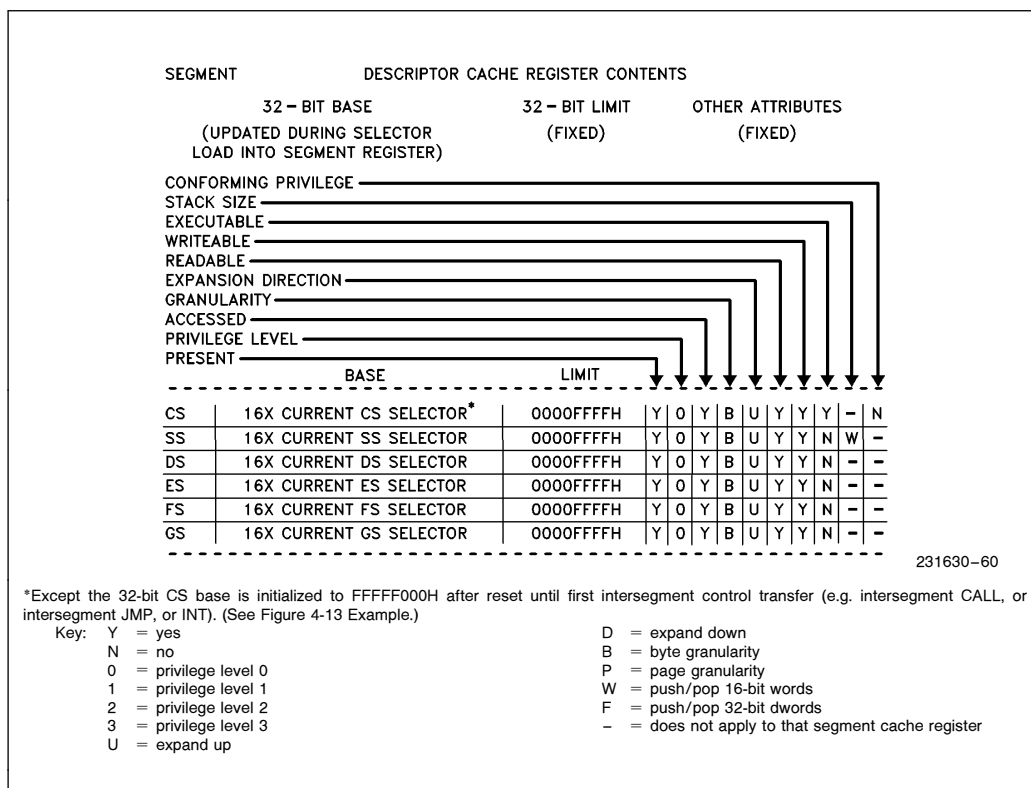 SEGMENT DESCRIPTOR CACHE REGISTER CONTENTS
32 – BIT BASE 32 – BIT LIMIT OTHER ATTRIBUTES
(UPDATED DURING SELECTOR (FIXED) (FIXED)
LOAD INTO SEGMENT REGISTER)
CONFORMING PRIVILEGE
STACK SIZE
EXECUTABLE
WRITEABLE
READABLE
EXPANSION DIRECTION
GRANULARITY
ACCESSED
PRIVILEGE LEVEL
PRESENT
BASE LIMIT
CS 16X CURRENT CS SELECTOR* 0000FFFFH Y 0 Y B U Y Y Y – N
SS 16X CURRENT SS SELECTOR 0000FFFFH Y 0 Y B U Y Y N W –
DS 16X CURRENT DS SELECTOR 0000FFFFH Y 0 Y B U Y Y N – –
ES 16X CURRENT ES SELECTOR 0000FFFFH Y 0 Y B U Y Y N – –
FS 16X CURRENT FS SELECTOR 0000FFFFH Y 0 Y B U Y Y N – –
GS 16X CURRENT GS SELECTOR 0000FFFFH Y 0 Y B U Y Y N – –
231630–60
*Except the 32-bit CS base is initialized to FFFFF000H after reset until first intersegment control transfer (e.g. intersegment CALL, or
intersegment JMP, or INT). (See Figure 4-13 Example.)
Key: Y = yes
N = no
0 = privilege level 0
1 = privilege level 1
2 = privilege level 2
3 = privilege level 3
U = expand up
D = expand down
B = byte granularity
P = page granularity
W = push/pop 16-bit words
F = push/pop 32-bit dwords
– = does not apply to that segment cache register